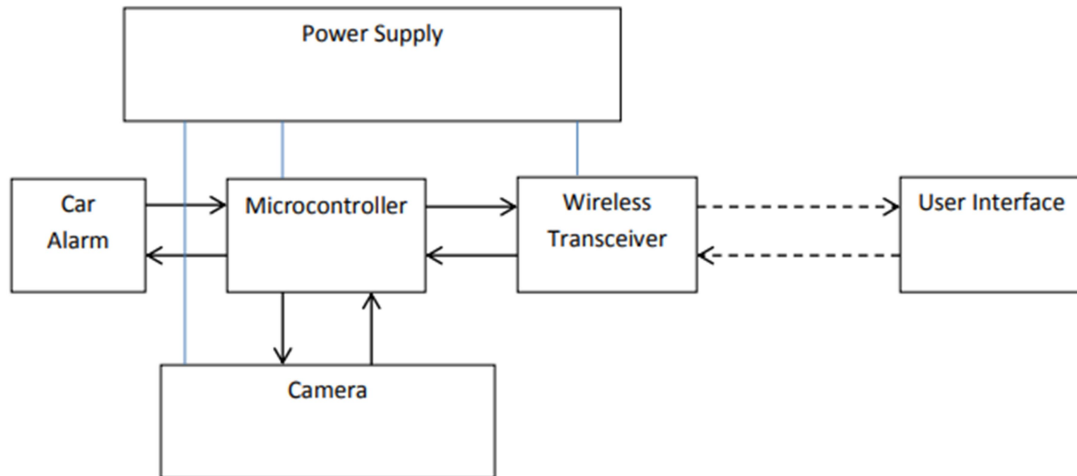 Power Supply
Car
Alarm
Microcontroller
Wireless
Transceiver
User Interface
Camera